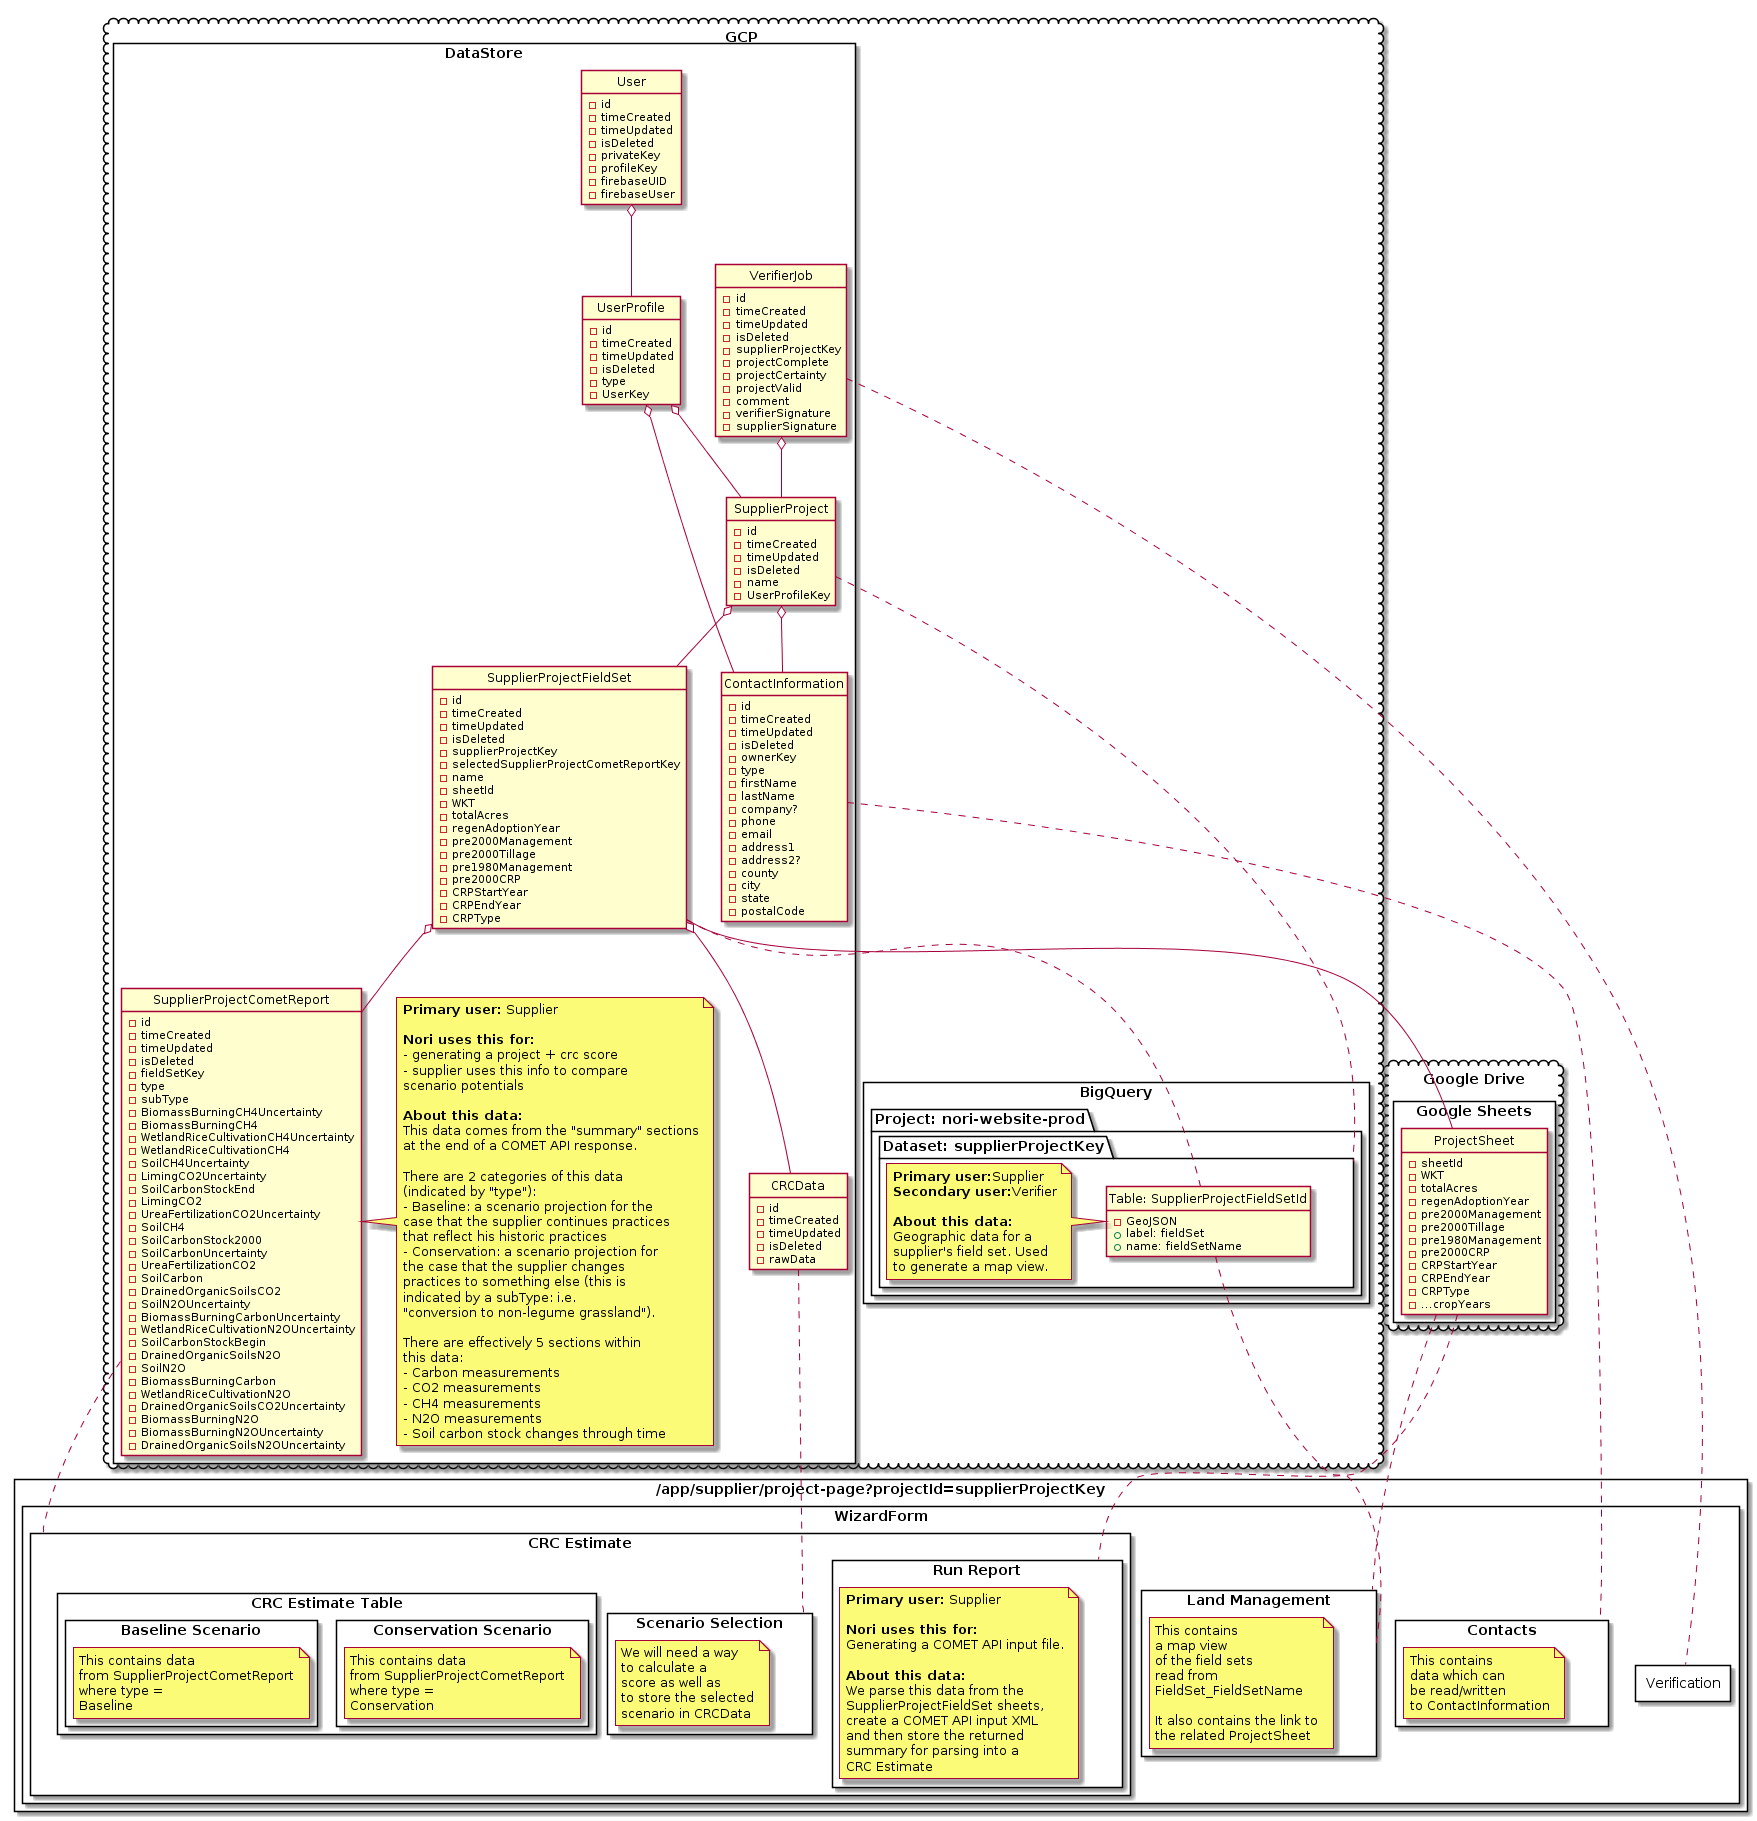 GCP
DataStore
User
id
timeCreated
timeUpdated
isDeleted
privateKey
profileKey
firebaseUID
firebaseUser
VerifierJob
id
timeCreated
timeUpdated
isDeleted
supplierProjectKey
projectComplete
projectCertainty
projectValid
comment
verifierSignature
supplierSignature
UserProfile
id
timeCreated
timeUpdated
isDeleted
type
UserKey
SupplierProject
id
timeCreated
timeUpdated
isDeleted
name
UserProfileKey
SupplierProjectFieldSet
id
timeCreated
timeUpdated
isDeleted
supplierProjectKey
selectedSupplierProjectCometReportKey
name
sheetId
WKT
totalAcres
regenAdoptionYear
pre2000Management
pre2000Tillage
pre1980Management
pre2000CRP
CRPStartYear
CRPEndYear
CRPType
ContactInformation
id
timeCreated
timeUpdated
isDeleted
ownerKey
type
firstName
lastName
company?
phone
email
address1
address2?
county
city
state
postalCode
SupplierProjectCometReport
id
timeCreated
timeUpdated
isDeleted
fieldSetKey
type
subType
BiomassBurningCH4Uncertainty
BiomassBurningCH4
WetlandRiceCultivationCH4Uncertainty
WetlandRiceCultivationCH4
SoilCH4Uncertainty
LimingCO2Uncertainty
SoilCarbonStockEnd
LimingCO2
UreaFertilizationCO2Uncertainty
SoilCH4
SoilCarbonStock2000
SoilCarbonUncertainty
UreaFertilizationCO2
SoilCarbon
DrainedOrganicSoilsCO2
SoilN2OUncertainty
BiomassBurningCarbonUncertainty
WetlandRiceCultivationN2OUncertainty
SoilCarbonStockBegin
DrainedOrganicSoilsN2O
SoilN2O
BiomassBurningCarbon
WetlandRiceCultivationN2O
DrainedOrganicSoilsCO2Uncertainty
BiomassBurningN2O
BiomassBurningN2OUncertainty
DrainedOrganicSoilsN2OUncertainty
Primary user: Supplier
Nori uses this for:
- generating a project + crc score
- supplier uses this info to compare
scenario potentials
About this data:
This data comes from the "summary" sections
at the end of a COMET API response.
There are 2 categories of this data
(indicated by "type"):
- Baseline: a scenario projection for the
case that the supplier continues practices
that reflect his historic practices
- Conservation: a scenario projection for
the case that the supplier changes
practices to something else (this is
indicated by a subType: i.e.
"conversion to non-legume grassland").
There are effectively 5 sections within
this data:
- Carbon measurements
- CO2 measurements
- CH4 measurements
- N2O measurements
- Soil carbon stock changes through time
CRCData
id
timeCreated
timeUpdated
isDeleted
rawData
BigQuery
Project: nori-website-prod
Dataset: supplierProjectKey
Primary user:Supplier
Secondary user:Verifier
About this data:
Geographic data for a
supplier's field set. Used
to generate a map view.
Table: SupplierProjectFieldSetId
GeoJSON
label: fieldSet
name: fieldSetName
Google Drive
Google Sheets
ProjectSheet
sheetId
WKT
totalAcres
regenAdoptionYear
pre2000Management
pre2000Tillage
pre1980Management
pre2000CRP
CRPStartYear
CRPEndYear
CRPType
...cropYears
/app/supplier/project-page?projectId=supplierProjectKey
WizardForm
CRC Estimate
CRC Estimate Table
Baseline Scenario
This contains data
from SupplierProjectCometReport
where type =
Baseline
Conservation Scenario
This contains data
from SupplierProjectCometReport
where type =
Conservation
Scenario Selection
We will need a way
to calculate a
score as well as
to store the selected
scenario in CRCData
Run Report
Primary user: Supplier
Nori uses this for:
Generating a COMET API input file.
About this data:
We parse this data from the
SupplierProjectFieldSet sheets,
create a COMET API input XML
and then store the returned
summary for parsing into a
CRC Estimate
Land Management
This contains
a map view
of the field sets
read from
FieldSet_FieldSetName
It also contains the link to
the related ProjectSheet
Contacts
This contains
data which can
be read/written
to ContactInformation
Verification